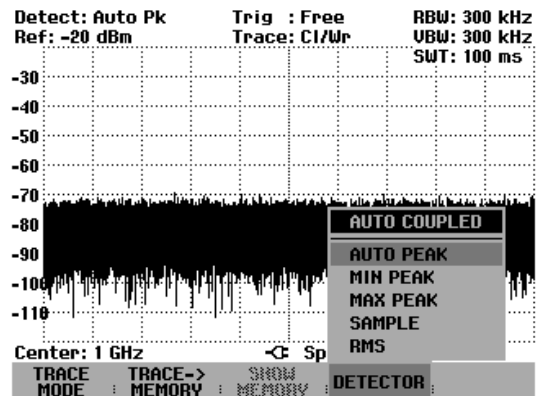 Detect: Auto Pk Trig : Free RBW: 300 kHz
Ref: -20 dBm Trace: Cl/Wr VBW: 300 kHz
SWT: 100 ms
-30
-40
-50
-60
-70
-80
-90
-100
-110
AUTO COUPLED
AUTO PEAK
MIN PEAK
MAX PEAK
SAMPLE
RMS
Center: 1 GHz Sp
TRACE MODE
TRACE-> MEMORY
SHOW MEMORY
DETECTOR